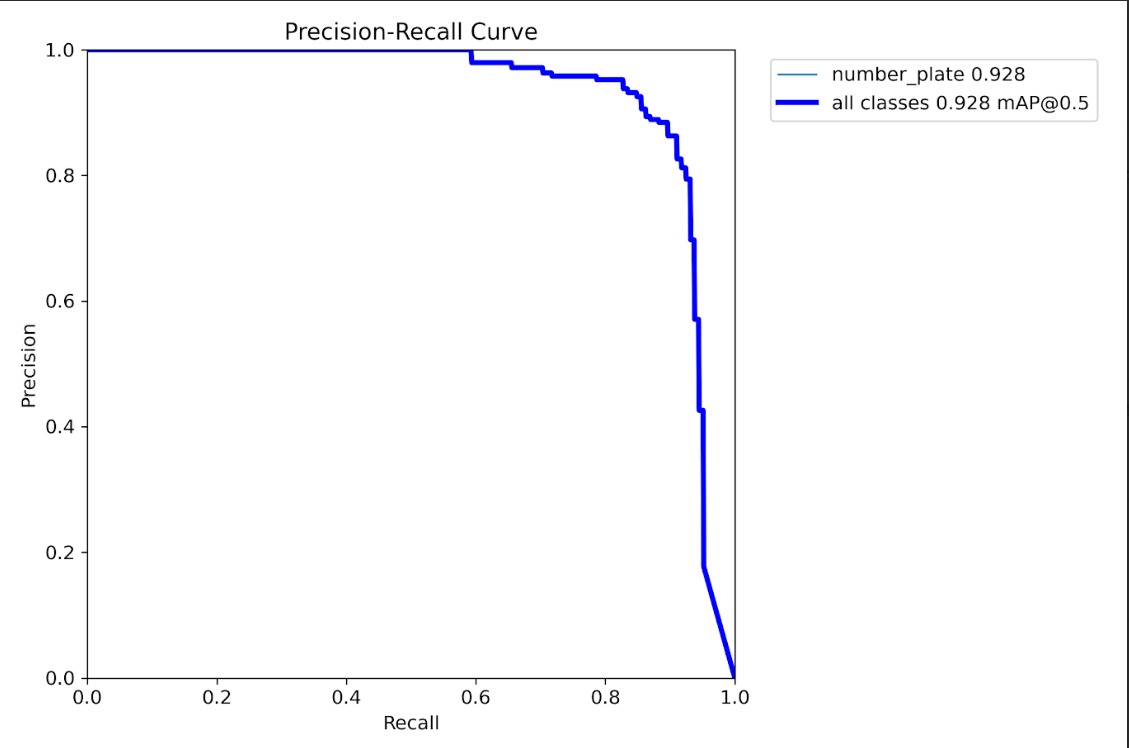 Precision-Recall Curve
number_plate 0.928
all classes 0.928 mAP@0.5
1.0
0.8
0.6
0.4
0.2
0.0
Precision
0.0 0.2 0.4 0.6 0.8 1.0
Recall